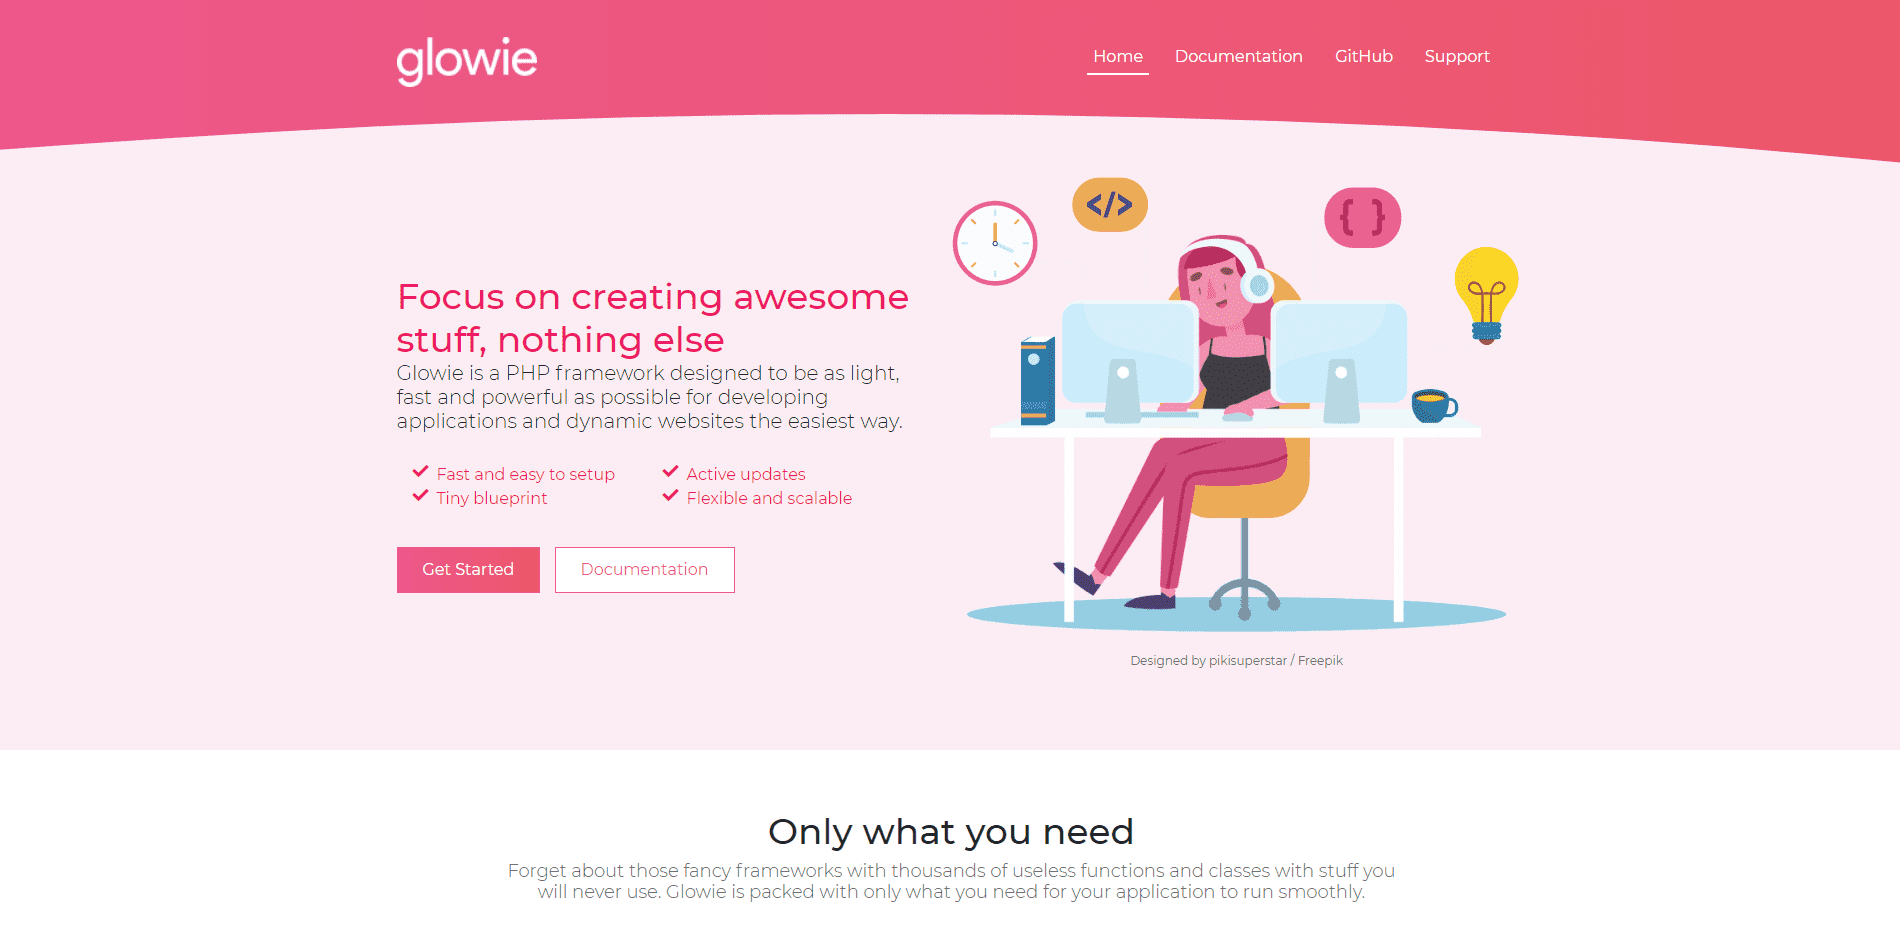 glowie
Home Documentation GitHub Support
</>
{ }
Focus on creating awesome
stuff, nothing else
Glowie is a PHP framework designed to be as light,
fast and powerful as possible for developing
applications and dynamic websites the easiest way.
Fast and easy to setup
Active updates
Tiny blueprint
Flexible and scalable
Get Started
Documentation
Designed by pikisuperstar / Freepik
Only what you need
Forget about those fancy frameworks with thousands of useless functions and classes with stuff you
will never use. Glowie is packed with only what you need for your application to run smoothly.